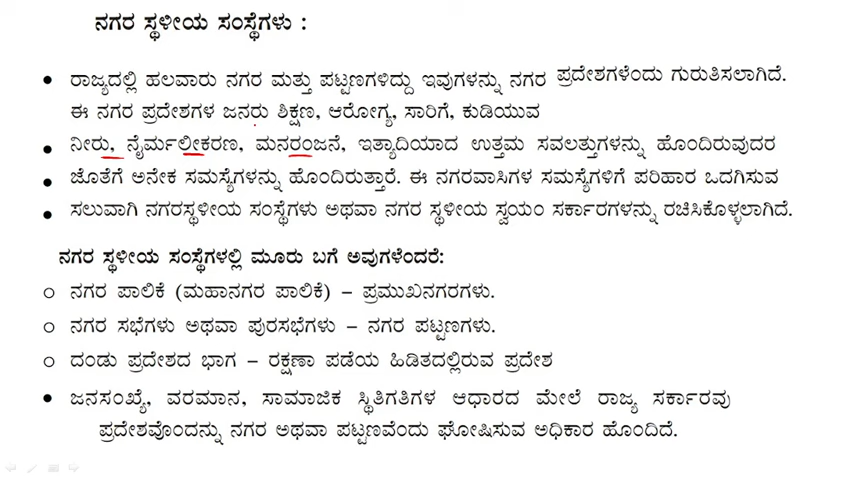 ನಗರ ಸ್ಥಳೀಯ ಸಂಸ್ಥೆಗಳು :
• ರಾಜ್ಯದಲ್ಲಿ ಹಲವಾರು ನಗರ ಮತ್ತು ಪಟ್ಟಣಗಳಿದ್ದು ಇವುಗಳನ್ನು ನಗರ ಪ್ರದೇಶಗಳೆಂದು ಗುರುತಿಸಲಾಗಿದೆ.
ಈ ನಗರ ಪ್ರದೇಶಗಳ ಜನರು ಶಿಕ್ಷಣ, ಆರೋಗ್ಯ, ಸಾರಿಗೆ, ಕುಡಿಯುವ
• ನೀರು, ನೈರ್ಮಲೀಕರಣ, ಮನರಂಜನೆ, ಇತ್ಯಾದಿಯಾದ ಉತ್ತಮ ಸವಲತ್ತುಗಳನ್ನು ಹೊಂದಿರುವುದರ
• ಜೊತೆಗೆ ಅನೇಕ ಸಮಸ್ಯೆಗಳನ್ನು ಹೊಂದಿರುತ್ತಾರೆ. ಈ ನಗರವಾಸಿಗಳ ಸಮಸ್ಯೆಗಳಿಗೆ ಪರಿಹಾರ ಒದಗಿಸುವ
• ಸಲುವಾಗಿ ನಗರಸ್ಥಳೀಯ ಸಂಸ್ಥೆಗಳು ಅಥವಾ ನಗರ ಸ್ಥಳೀಯ ಸ್ವಯಂ ಸರ್ಕಾರಗಳನ್ನು ರಚಿಸಿಕೊಳ್ಳಲಾಗಿದೆ.
ನಗರ ಸ್ಥಳೀಯ ಸಂಸ್ಥೆಗಳಲ್ಲಿ ಮೂರು ಬಗೆ ಅವುಗಳೆಂದರೆ:
○ ನಗರ ಪಾಲಿಕೆ (ಮಹಾನಗರ ಪಾಲಿಕೆ) – ಪ್ರಮುಖನಗರಗಳು.
○ ನಗರ ಸಭೆಗಳು ಅಥವಾ ಪುರಸಭೆಗಳು – ನಗರ ಪಟ್ಟಣಗಳು.
○ ದಂಡು ಪ್ರದೇಶದ ಭಾಗ – ರಕ್ಷಣಾ ಪಡೆಯ ಹಿಡಿತದಲ್ಲಿರುವ ಪ್ರದೇಶ
• ಜನಸಂಖ್ಯೆ, ವರಮಾನ, ಸಾಮಾಜಿಕ ಸ್ಥಿತಿಗತಿಗಳ ಆಧಾರದ ಮೇಲೆ ರಾಜ್ಯ ಸರ್ಕಾರವು
ಪ್ರದೇಶವೊಂದನ್ನು ನಗರ ಅಥವಾ ಪಟ್ಟಣವೆಂದು ಘೋಷಿಸುವ ಅಧಿಕಾರ ಹೊಂದಿದೆ.